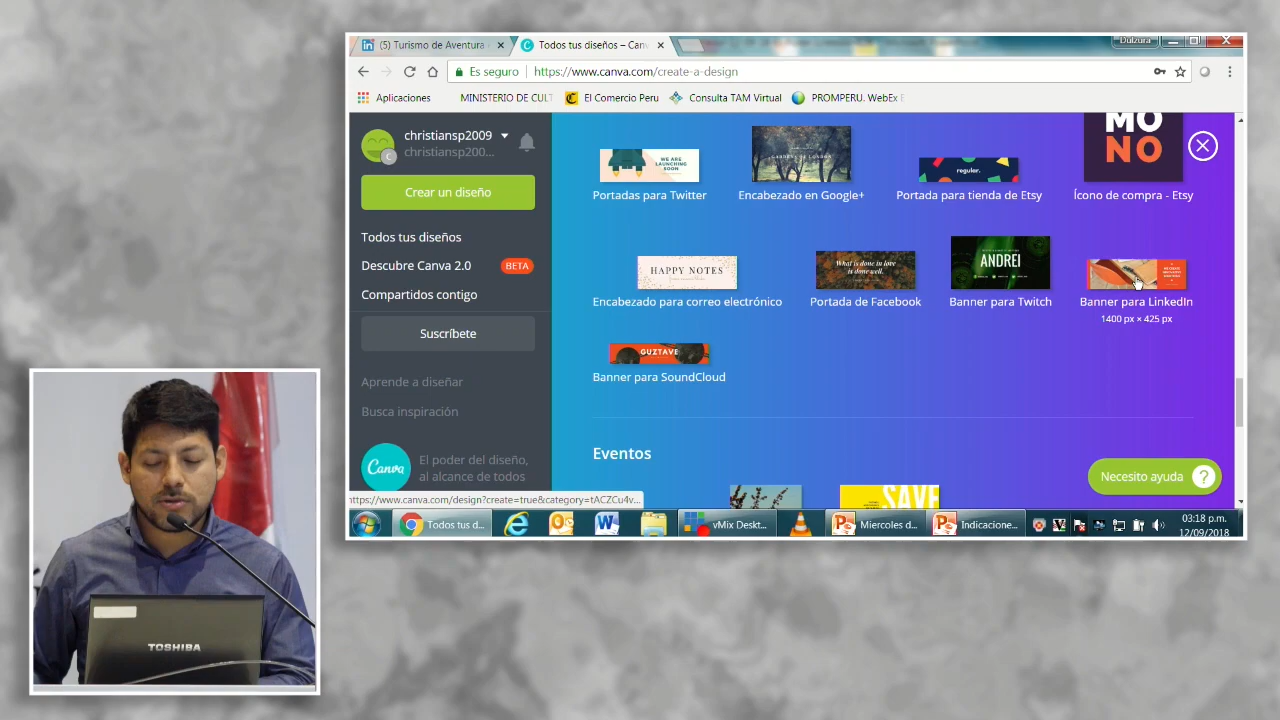 (5) Turismo de Aventura
Todos tus diseños – Canv
Dulzura
Es seguro
https://www.canva.com/create-a-design
Aplicaciones
MINISTERIO DE CULT
El Comercio Peru
Consulta TAM Virtual
PROMPERU. WebEx E
christiansp2009
christiansp200...
C
Crear un diseño
Todos tus diseños
Descubre Canva 2.0
BETA
Compartidos contigo
Suscríbete
Aprende a diseñar
Busca inspiración
Canva
El poder del diseño,
al alcance de todos
WE ARE
LAUNCHING
SOON
GARDENS OF LONDON
regular.
MO
NO
Portadas para Twitter
Encabezado en Google+
Portada para tienda de Etsy
Ícono de compra - Etsy
HAPPY NOTES
What is done in love
is done well.
ANDREI
Encabezado para correo electrónico
Portada de Facebook
Banner para Twitch
Banner para LinkedIn
1400 px × 425 px
GUZTAVE
Banner para SoundCloud
Eventos
SAVE
Necesito ayuda
?
https://www.canva.com/design?create=true&category=tACZCu4v...
Todos tus d...
vMix Deskt...
Miercoles d...
Indicacione...
03:18 p.m.
12/09/2018
TOSHIBA